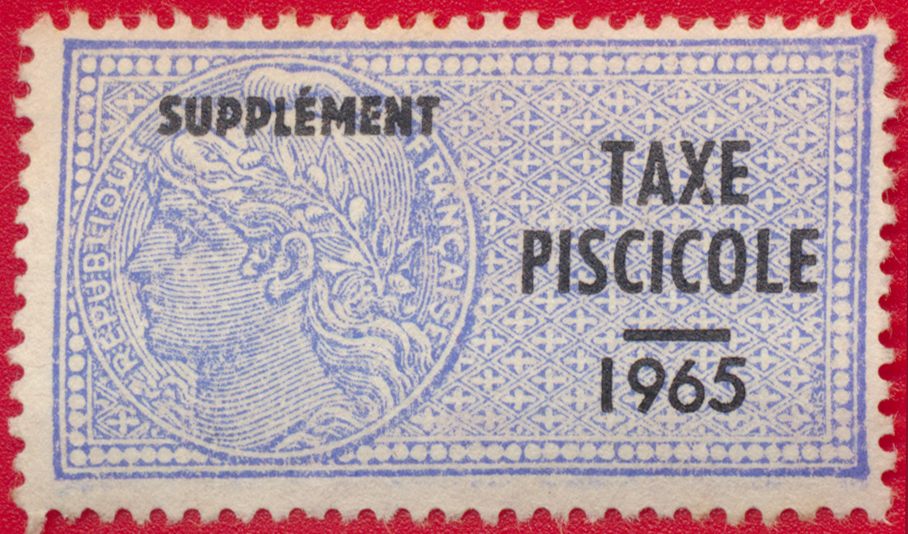 SUPPLÉMENT
RÉPUBLIQUE FRANÇAISE
TAXE
PISCICOLE
1965